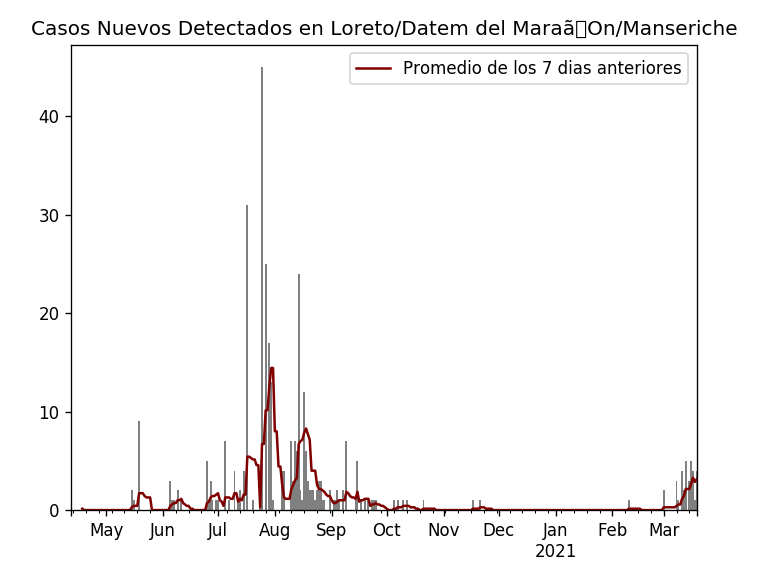 Casos Nuevos Detectados en Loreto/Datem del Maraã▯On/Manseriche
Promedio de los 7 dias anteriores
40
30
20
10
0
May Jun Jul Aug Sep Oct Nov Dec Jan Feb Mar
2021